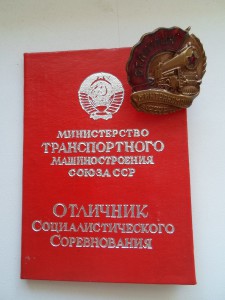 МИНИСТЕРСТВО
ТРАНСПОРТНОГО
МАШИНОСТРОЕНИЯ
СОЮЗА ССР
ОТЛИЧНИК
СОЦИАЛИСТИЧЕСКОГО
СОРЕВНОВАНИЯ